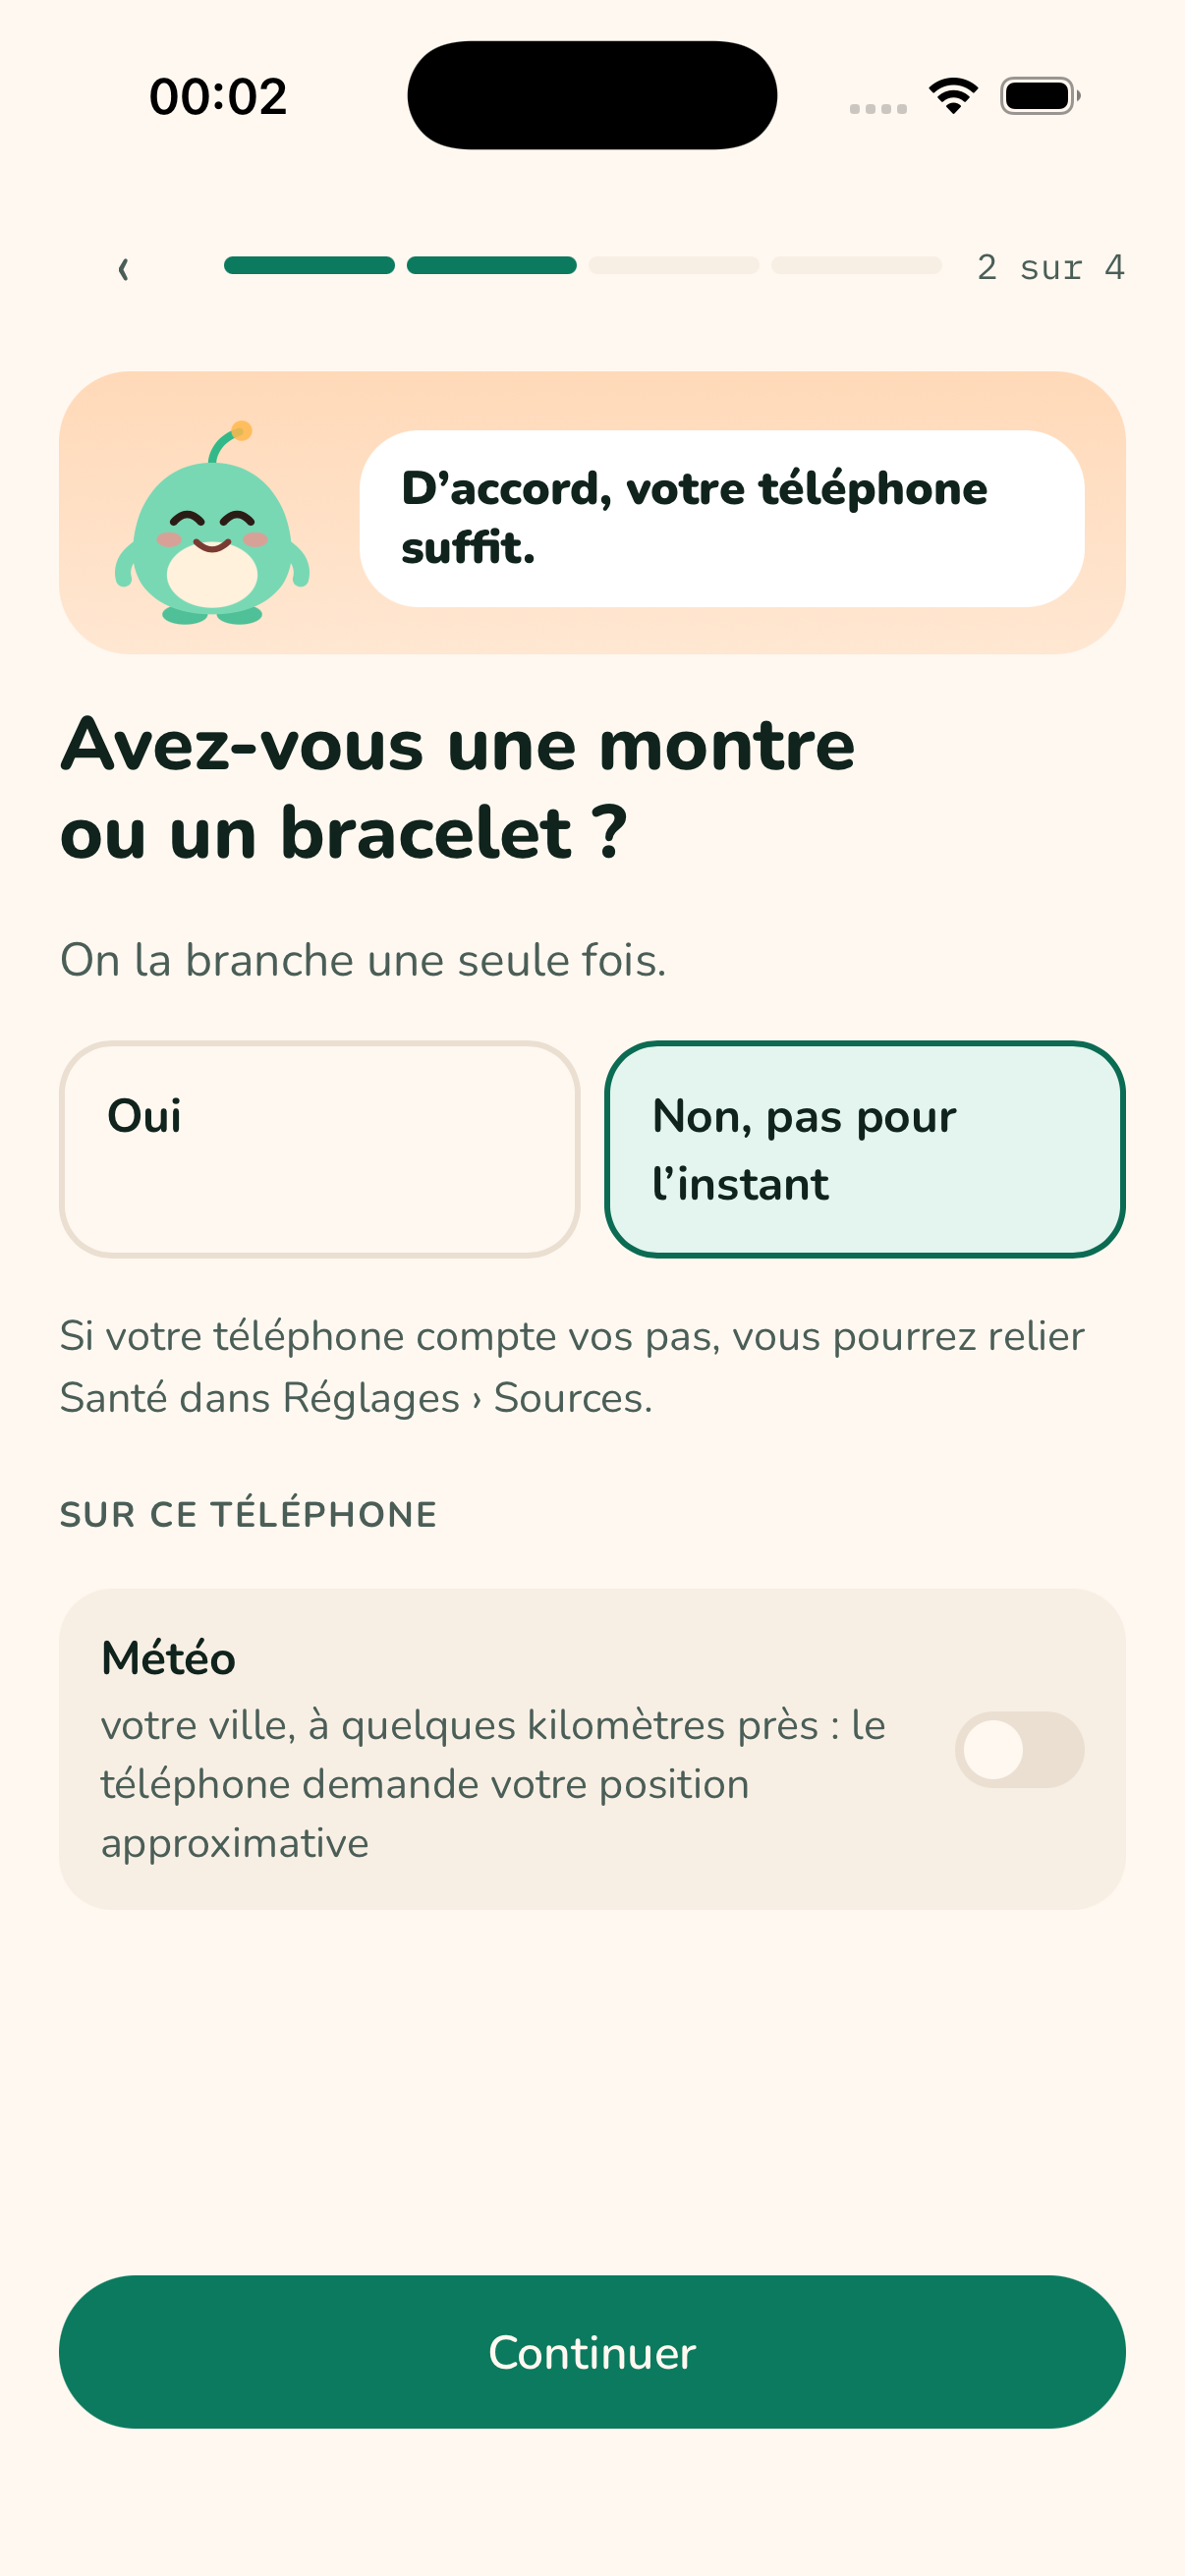 00:02
‹
2 sur 4
D’accord, votre téléphone
suffit.
Avez-vous une montre
ou un bracelet ?
On la branche une seule fois.
Oui
Non, pas pour
l’instant
Si votre téléphone compte vos pas, vous pourrez relier
Santé dans Réglages › Sources.
SUR CE TÉLÉPHONE
Météo
votre ville, à quelques kilomètres près : le
téléphone demande votre position
approximative
Continuer